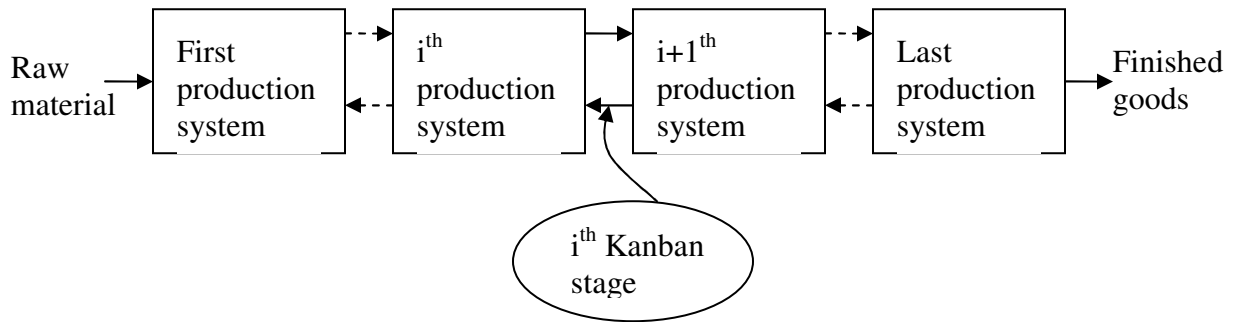 Raw
material
First
production
system
i^th
production
system
i+1^th
production
system
Last
production
system
Finished
goods
i^th Kanban
stage